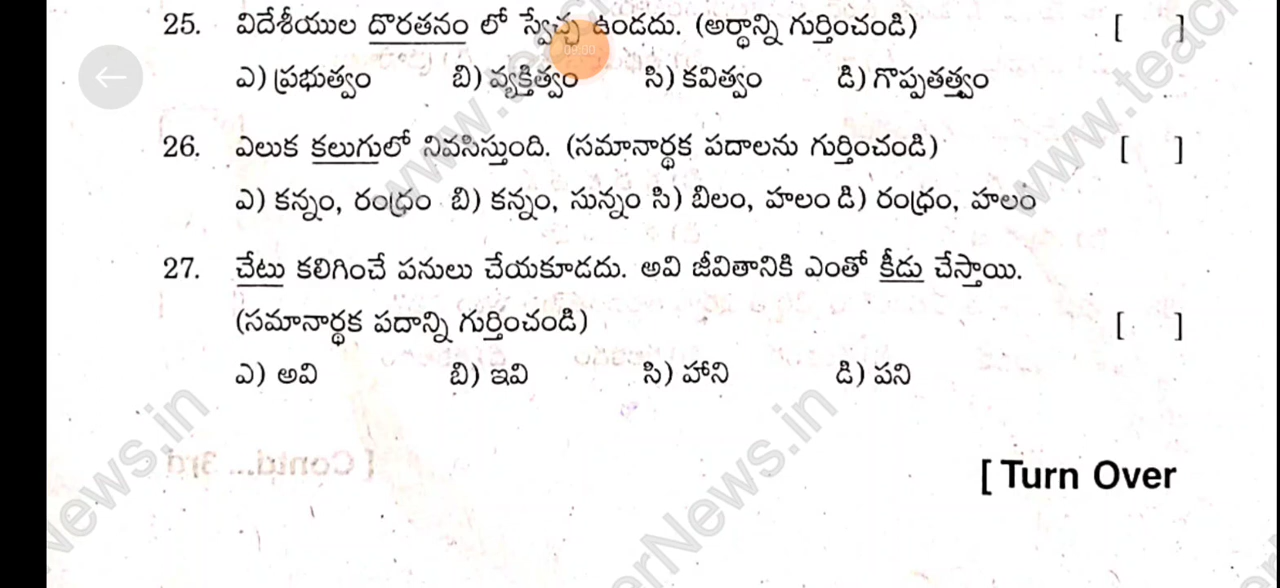 25. విదేశీయుల దొరతనం లో స్వేచ్ఛ ఉండదు. (అర్థాన్ని గుర్తించండి) [ ]
ఎ) ప్రభుత్వం బి) వ్యక్తిత్వం సి) కవిత్వం డి) గొప్పతత్త్వం
26. ఎలుక కలుగులో నివసిస్తుంది. (సమానార్థక పదాలను గుర్తించండి) [ ]
ఎ) కన్నం, రంధ్రం బి) కన్నం, సున్నం సి) బిలం, హలం డి) రంధ్రం, హలం
27. చేటు కలిగించే పనులు చేయకూడదు. అవి జీవితానికి ఎంతో కీడు చేస్తాయి.
(సమానార్థక పదాన్ని గుర్తించండి) [ ]
ఎ) అవి బి) ఇవి సి) హాని డి) పని
[ Turn Over